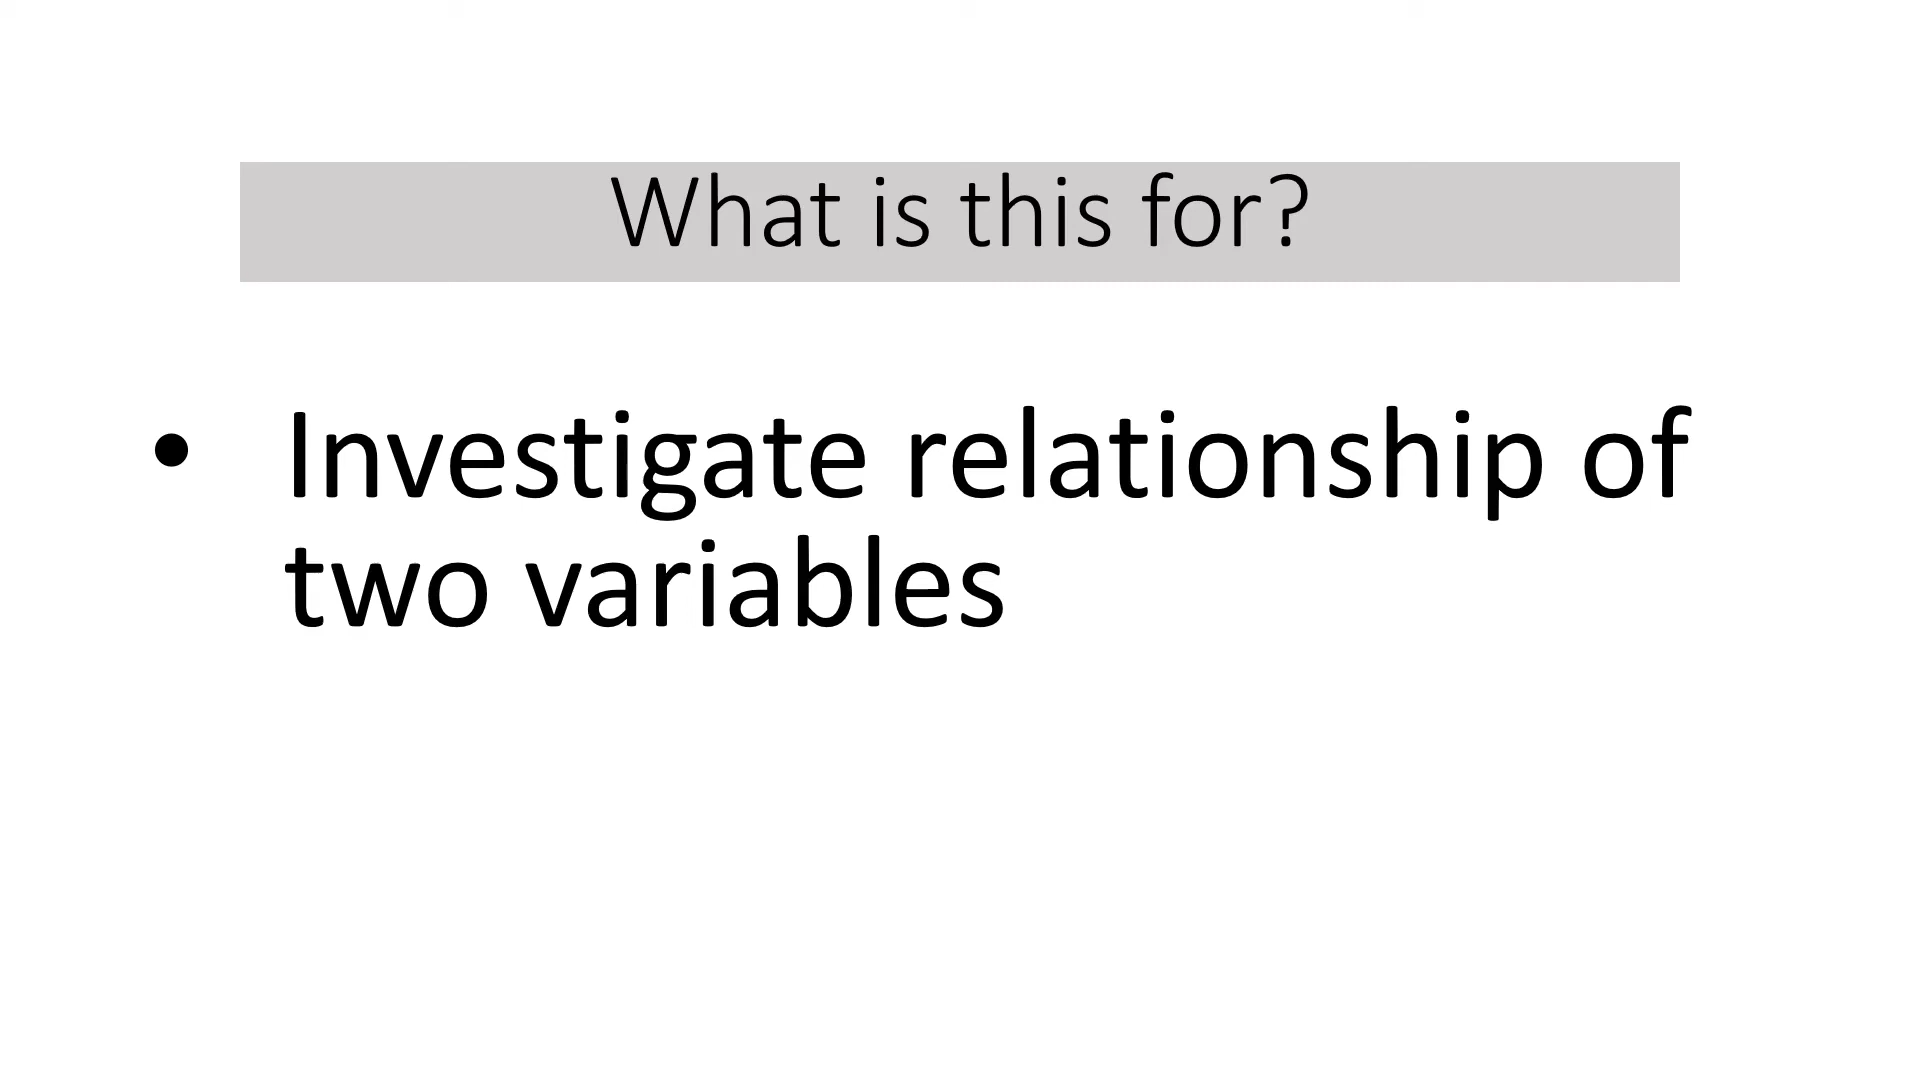 What is this for?
• Investigate relationship of
two variables